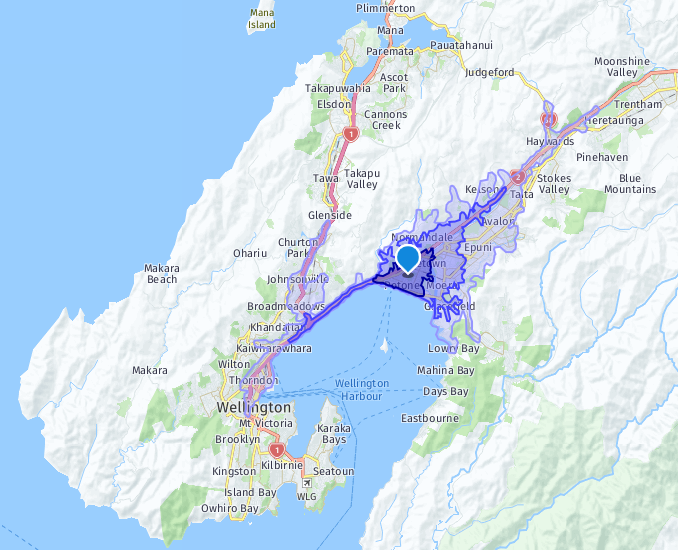 Plimmerton
Mana
Island
Mana
Paremata
Pauatahanui
Moonshine
Valley
Judgeford
Ascot
Park
Takapuwahia
Elsdon
Trentham
Cannons
Creek
Heretaunga
1
Haywards
Pinehaven
Tawa
Takapu
Valley
2
Stokes
Valley
Blue
Mountains
Kelson
Taita
Glenside
Avalon
Normandale
Churton
Park
Epuni
Ohariu
Makara
Beach
Johnsonville
Petone
Moera
Broadmeadows
Gracefield
Khandallah
Kaiwharawhara
Lowry Bay
Wilton
Makara
Mahina Bay
Thorndon
Wellington
Harbour
Days Bay
Wellington
Eastbourne
Mt Victoria
Karaka
Bays
Brooklyn
1
Kilbirnie
Kingston
Seatoun
Island Bay
WLG
Owhiro Bay